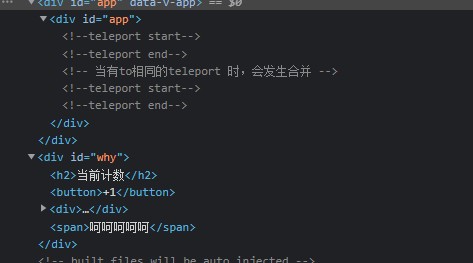 <div id="app" data-v-app> == $0
<div id="app">
<!--teleport start-->
<!--teleport end-->
<!-- 当有to相同的teleport 时，会发生合并 -->
<!--teleport start-->
<!--teleport end-->
</div>
</div>
<div id="why">
<h2>当前计数</h2>
<button>+1</button>
<div>…</div>
<span>呵呵呵呵呵</span>
</div>
<!-- built files will be auto injected -->